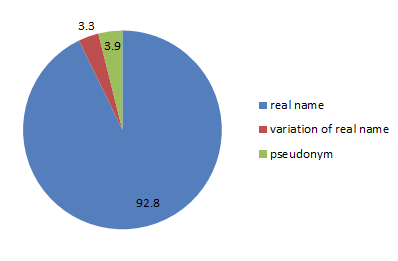 3.3
3.9
92.8
real name
variation of real name
pseudonym